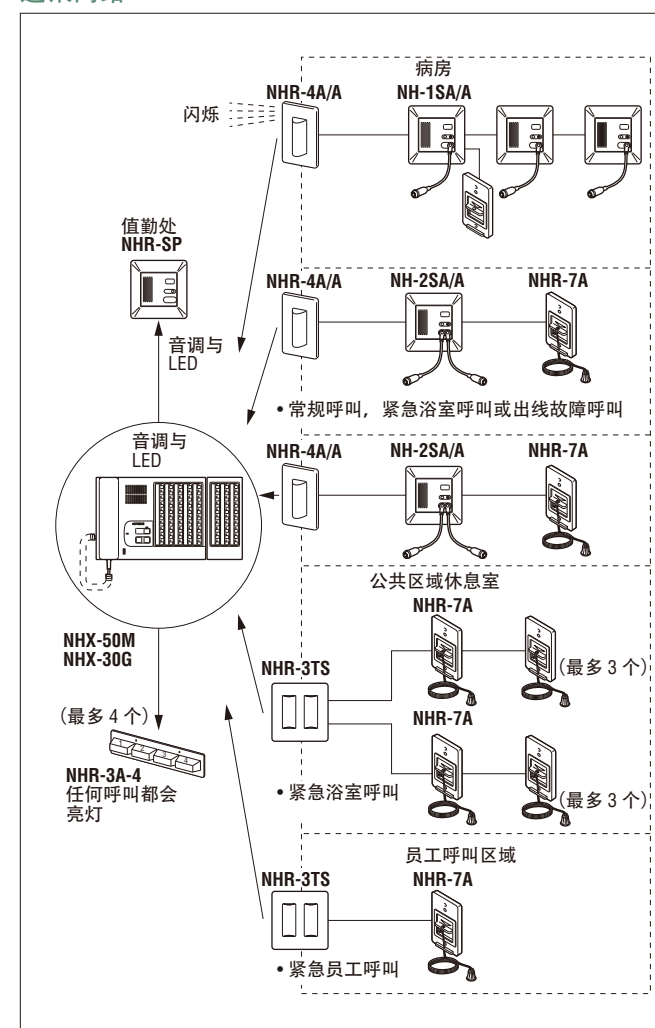 病房
NHR-4A/A
NH-1SA/A
闪烁
值勤处
NHR-SP
NHR-4A/A
NH-2SA/A
NHR-7A
音调与
LED
•常规呼叫，紧急浴室呼叫或出线故障呼叫
音调与
LED
NHR-4A/A
NH-2SA/A
NHR-7A
公共区域休息室
NHR-7A
NHX-50M
NHX-30G
NHR-3TS
(最多 3 个)
NHR-7A
(最多 4 个)
NHR-3A-4
任何呼叫都会
亮灯
•紧急浴室呼叫
(最多 3 个)
员工呼叫区域
NHR-3TS
NHR-7A
•紧急员工呼叫